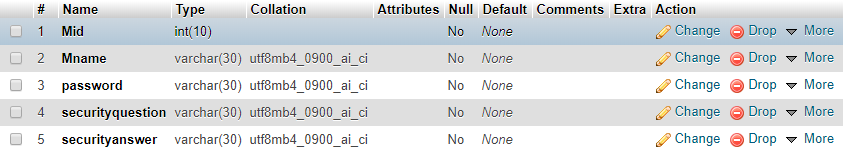 # Name Type Collation Attributes Null Default Comments Extra Action
1 Mid int(10) No None Change Drop More
2 Mname varchar(30) utf8mb4_0900_ai_ci No None Change Drop More
3 password varchar(30) utf8mb4_0900_ai_ci No None Change Drop More
4 securityquestion varchar(30) utf8mb4_0900_ai_ci No None Change Drop More
5 securityanswer varchar(30) utf8mb4_0900_ai_ci No None Change Drop More